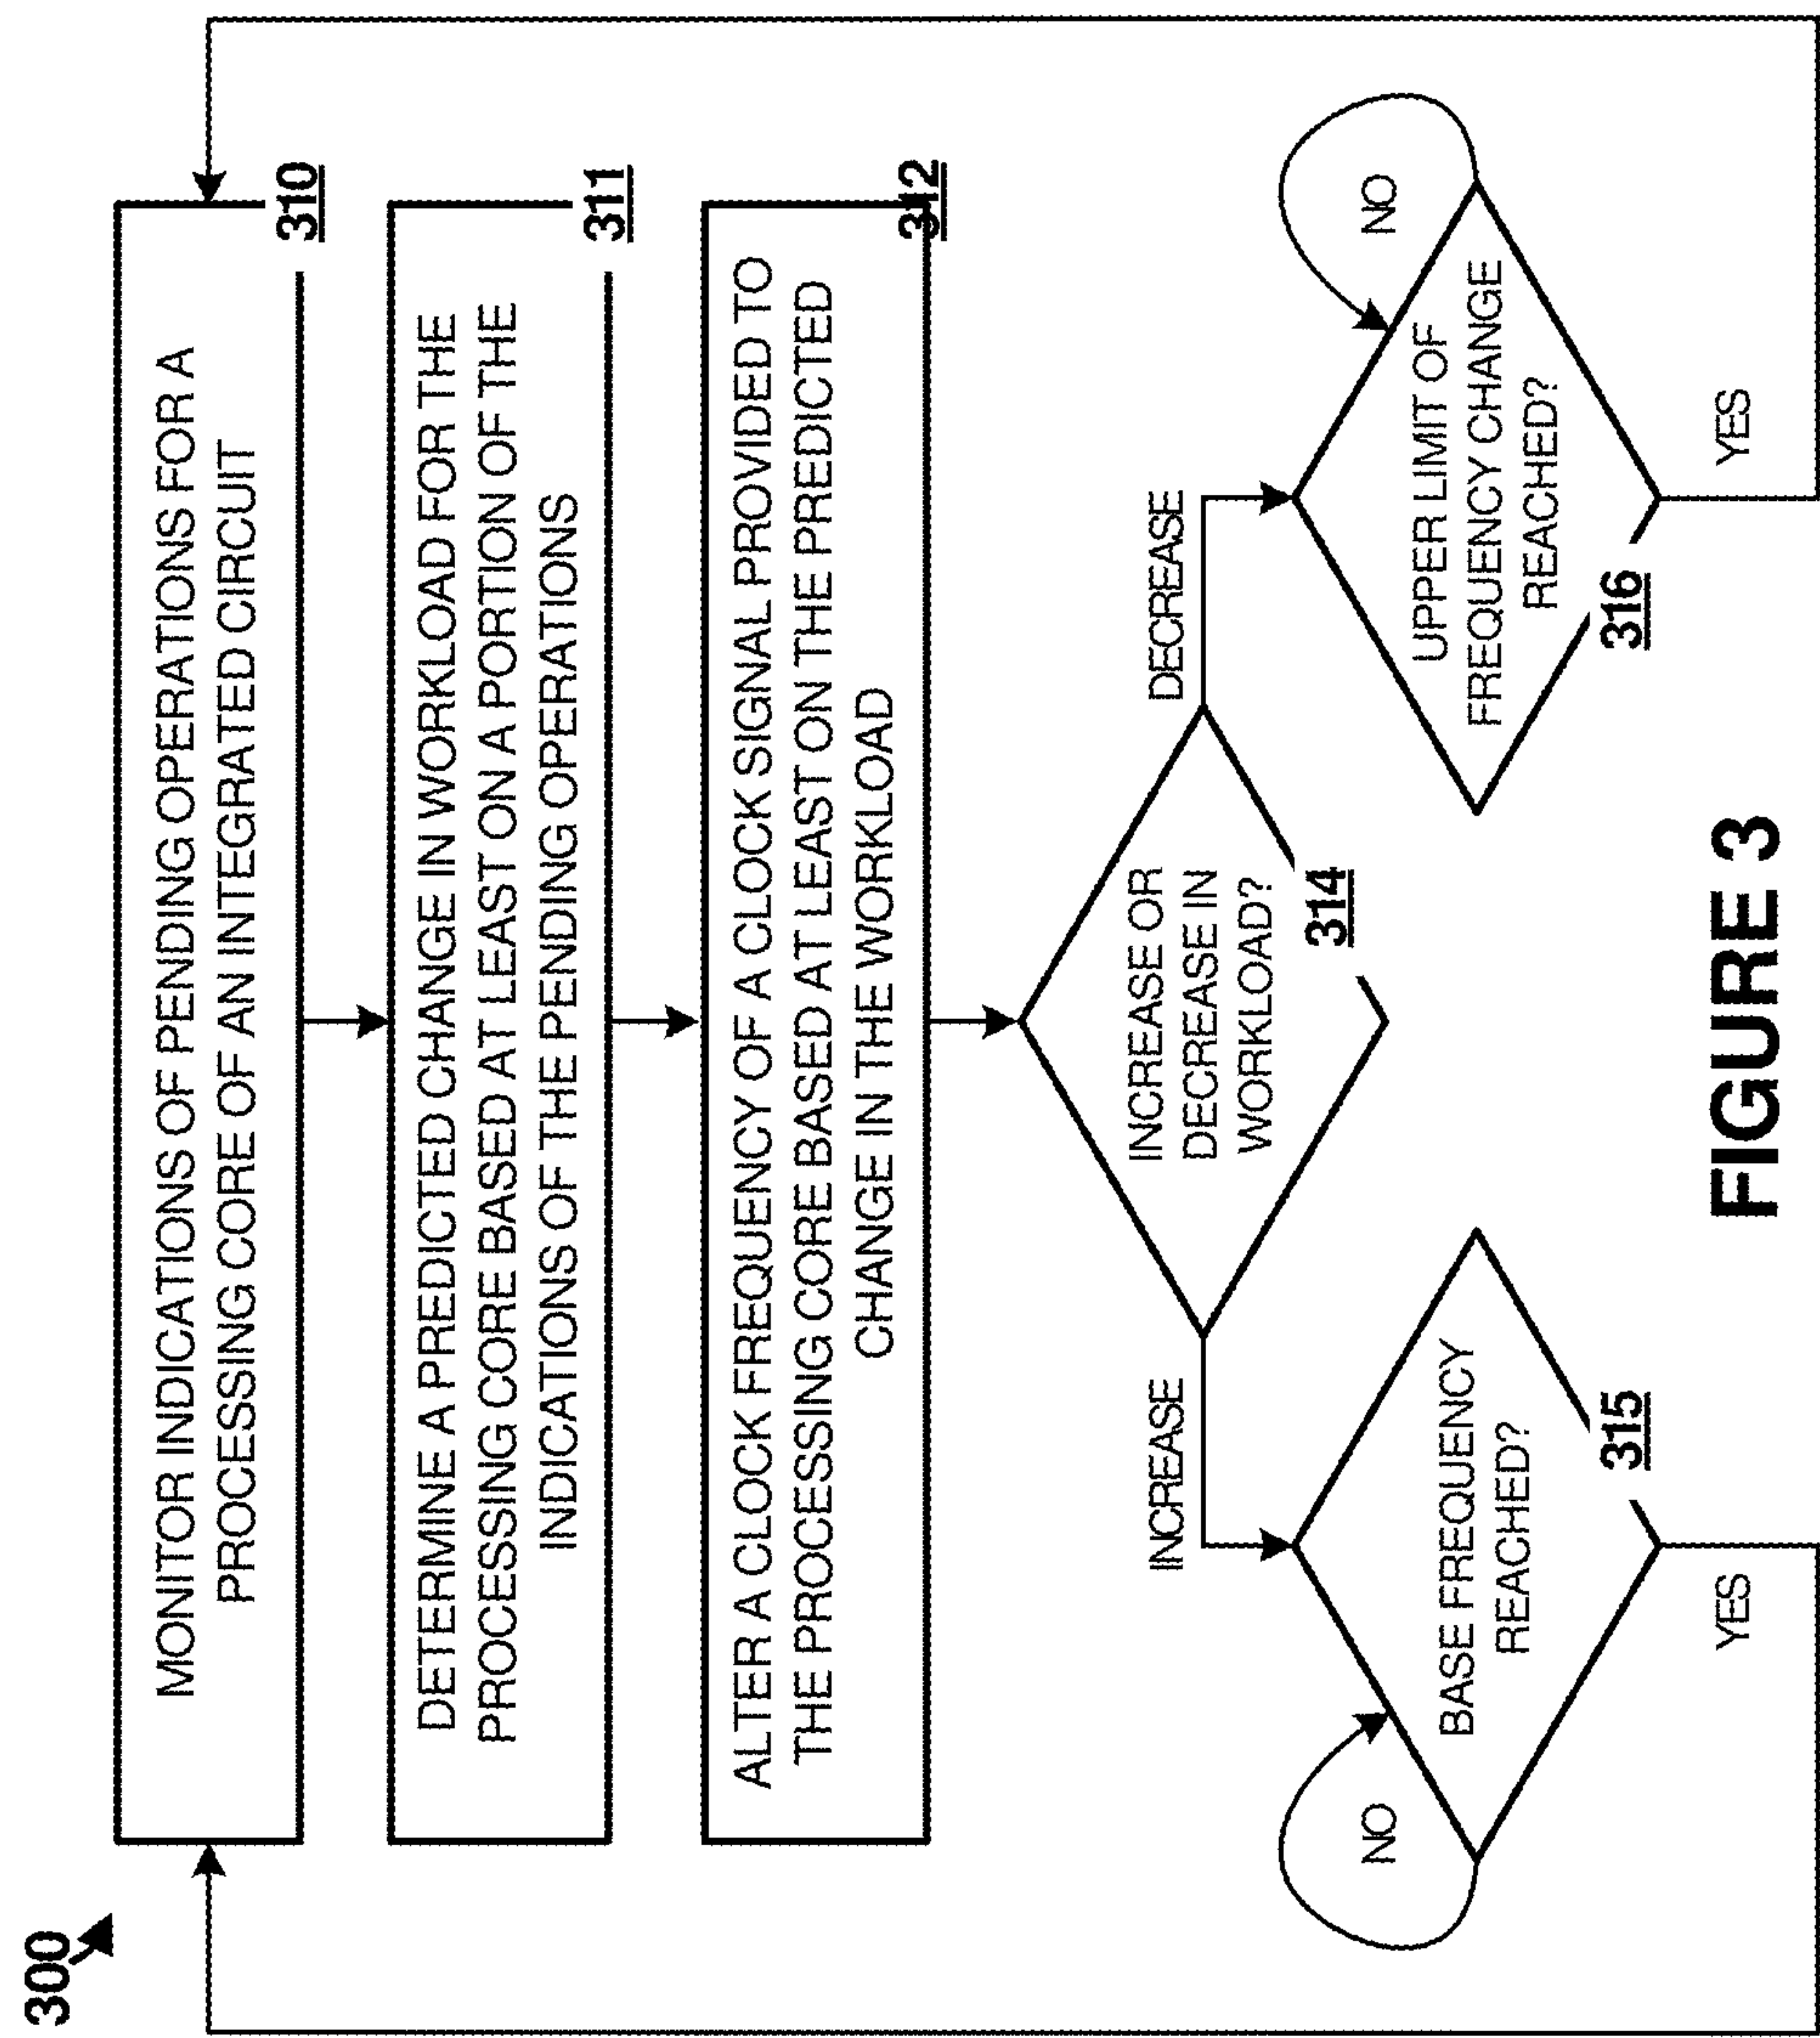 300
MONITOR INDICATIONS OF PENDING OPERATIONS FOR A
PROCESSING CORE OF AN INTEGRATED CIRCUIT
310
DETERMINE A PREDICTED CHANGE IN WORKLOAD FOR THE
PROCESSING CORE BASED AT LEAST ON A PORTION OF THE
INDICATIONS OF THE PENDING OPERATIONS
311
ALTER A CLOCK FREQUENCY OF A CLOCK SIGNAL PROVIDED TO
THE PROCESSING CORE BASED AT LEAST ON THE PREDICTED
CHANGE IN THE WORKLOAD
312
INCREASE OR
DECREASE IN
WORKLOAD?
314
INCREASE
DECREASE
NO
BASE FREQUENCY
REACHED?
315
YES
NO
UPPER LIMIT OF
FREQUENCY CHANGE
REACHED?
316
YES
FIGURE 3